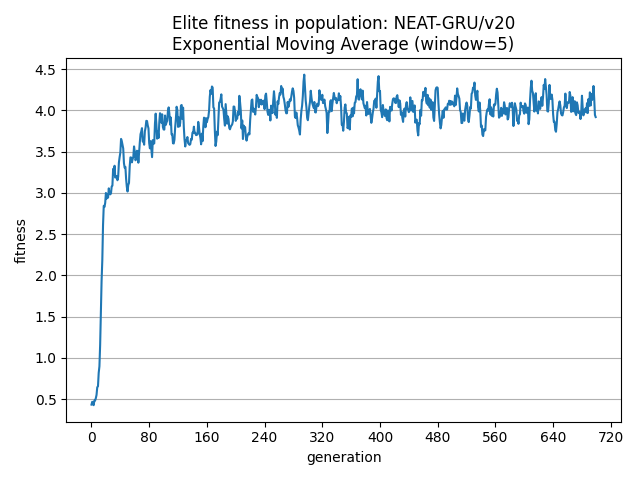 Elite fitness in population: NEAT-GRU/v20
Exponential Moving Average (window=5)
4.5
4.0
3.5
3.0
2.5
2.0
1.5
1.0
0.5
fitness
0 80 160 240 320 400 480 560 640 720
generation